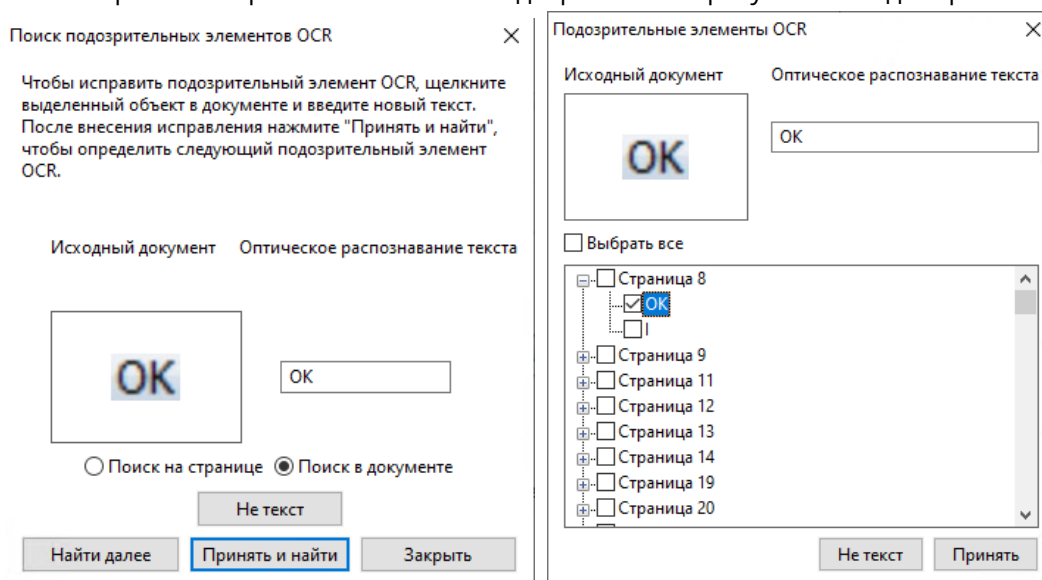 Поиск подозрительных элементов OCR
Чтобы исправить подозрительный элемент OCR, щелкните
выделенный объект в документе и введите новый текст.
После внесения исправления нажмите "Принять и найти",
чтобы определить следующий подозрительный элемент
OCR.
Исходный документ Оптическое распознавание текста
OK
OK
Поиск на странице Поиск в документе
Не текст
Найти далее Принять и найти Закрыть
Подозрительные элементы OCR
Исходный документ Оптическое распознавание текста
OK
OK
Выбрать все
Страница 8
OK
I
Страница 9
Страница 11
Страница 12
Страница 13
Страница 14
Страница 19
Страница 20
Не текст Принять